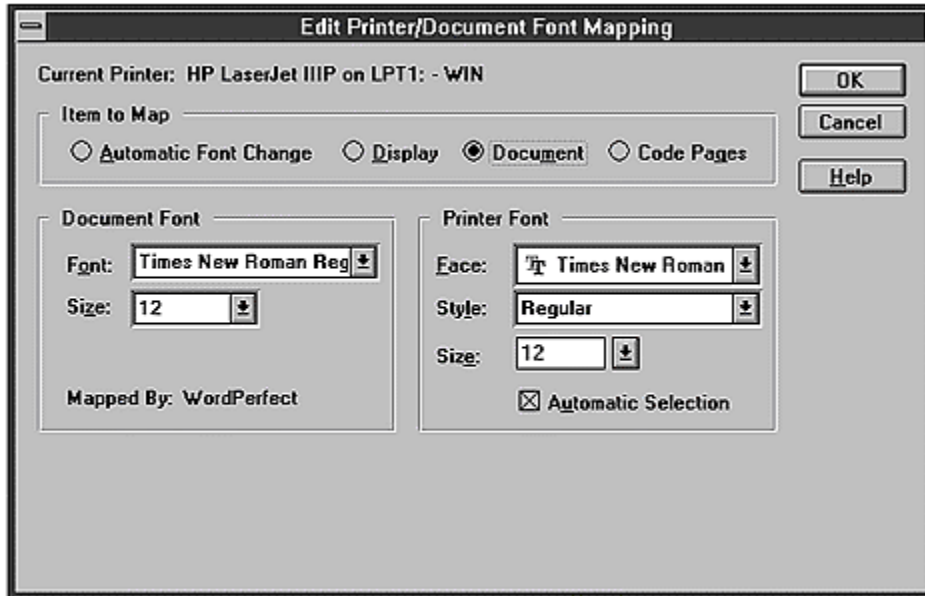 Edit Printer/Document Font Mapping
Current Printer: HP LaserJet IIIP on LPT1: - WIN
OK
Item to Map
Cancel
Automatic Font Change Display Document Code Pages
Help
Document Font
Font: Times New Roman Reg
Size: 12
Mapped By: WordPerfect
Printer Font
Face: Times New Roman
Style: Regular
Size: 12
Automatic Selection